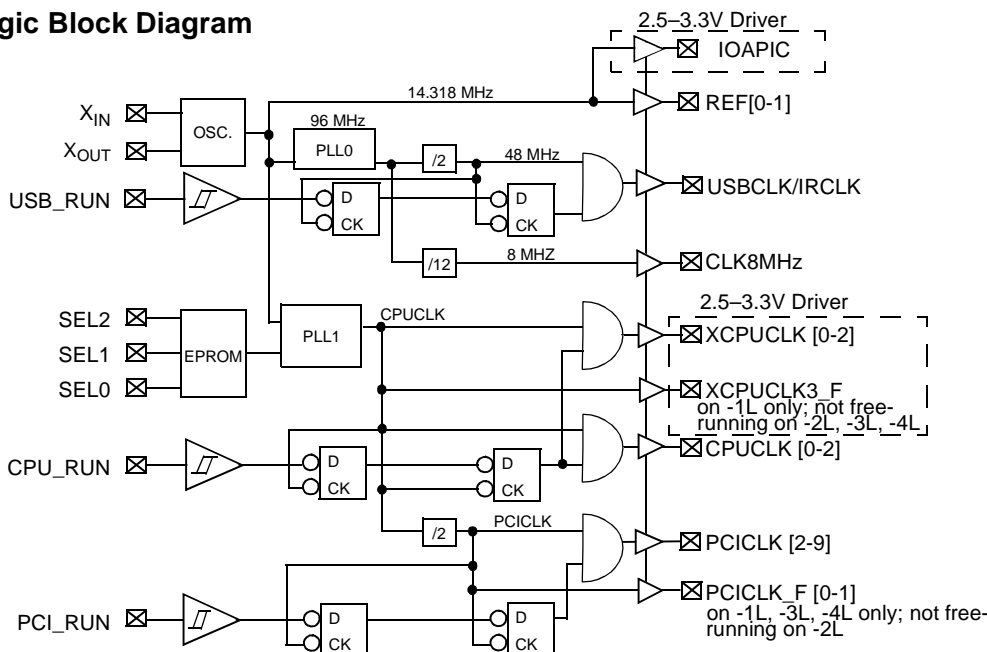 gic Block Diagram
2.5–3.3V Driver
IOAPIC
14.318 MHz
REF[0-1]
XIN
OSC.
XOUT
96 MHz
PLL0
/2
48 MHz
USB_RUN
D
CK
D
CK
USBCLK/IRCLK
/12
8 MHZ
CLK8MHz
2.5–3.3V Driver
SEL2
SEL1
SEL0
EPROM
PLL1
CPUCLK
XCPUCLK [0-2]
XCPUCLK3_F
on -1L only; not free-
running on -2L, -3L, -4L
CPU_RUN
D
CK
D
CK
CPUCLK [0-2]
/2
PCICLK
PCICLK [2-9]
PCICLK_F [0-1]
on -1L, -3L, -4L only; not free-
running on -2L
PCI_RUN
D
CK
D
CK